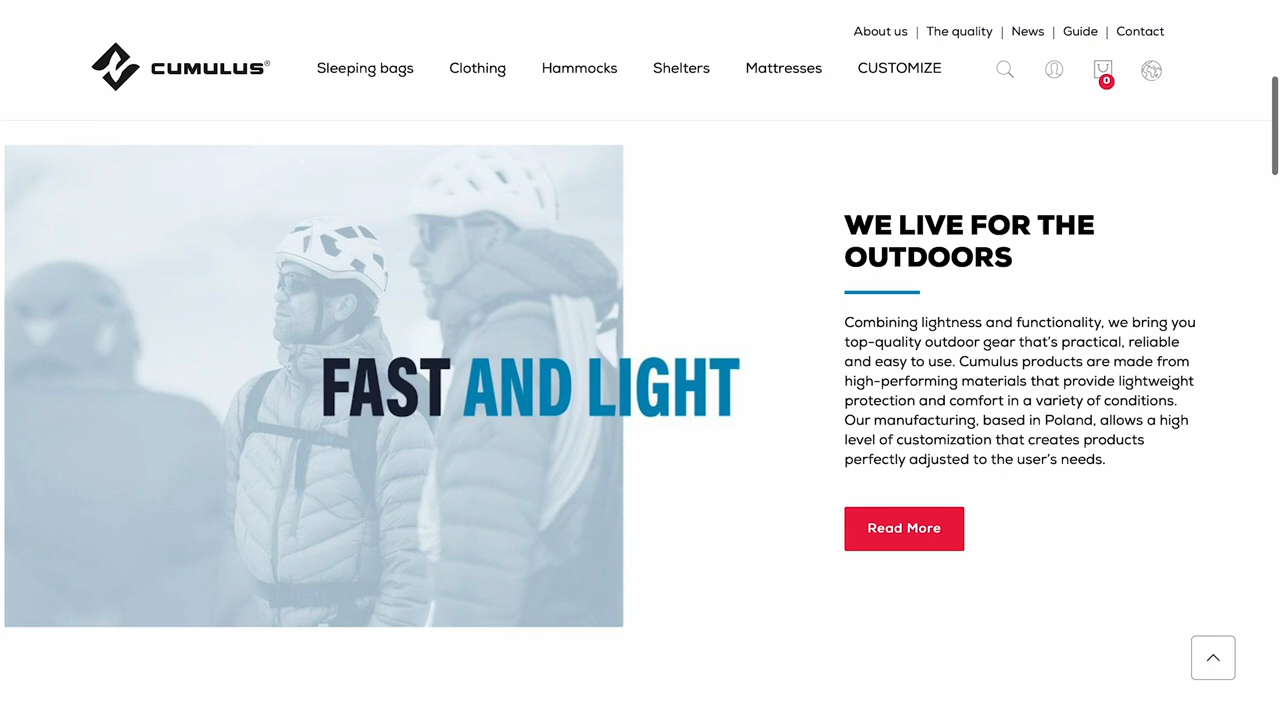 About us | The quality | News | Guide | Contact
CUMULUS®
Sleeping bags
Clothing
Hammocks
Shelters
Mattresses
CUSTOMIZE
0
FAST AND LIGHT
WE LIVE FOR THE
OUTDOORS
Combining lightness and functionality, we bring you
top-quality outdoor gear that’s practical, reliable
and easy to use. Cumulus products are made from
high-performing materials that provide lightweight
protection and comfort in a variety of conditions.
Our manufacturing, based in Poland, allows a high
level of customization that creates products
perfectly adjusted to the user’s needs.
Read More